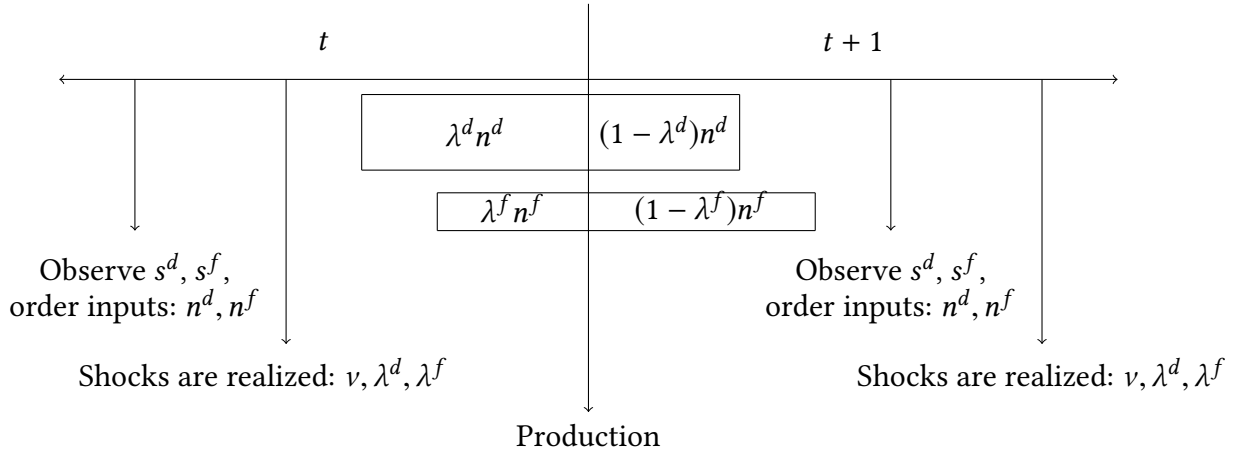 t
t + 1
λ^d n^d
(1 − λ^d)n^d
λ^f n^f
(1 − λ^f)n^f
Observe s^d, s^f,
order inputs: n^d, n^f
Observe s^d, s^f,
order inputs: n^d, n^f
Shocks are realized: ν, λ^d, λ^f
Shocks are realized: ν, λ^d, λ^f
Production